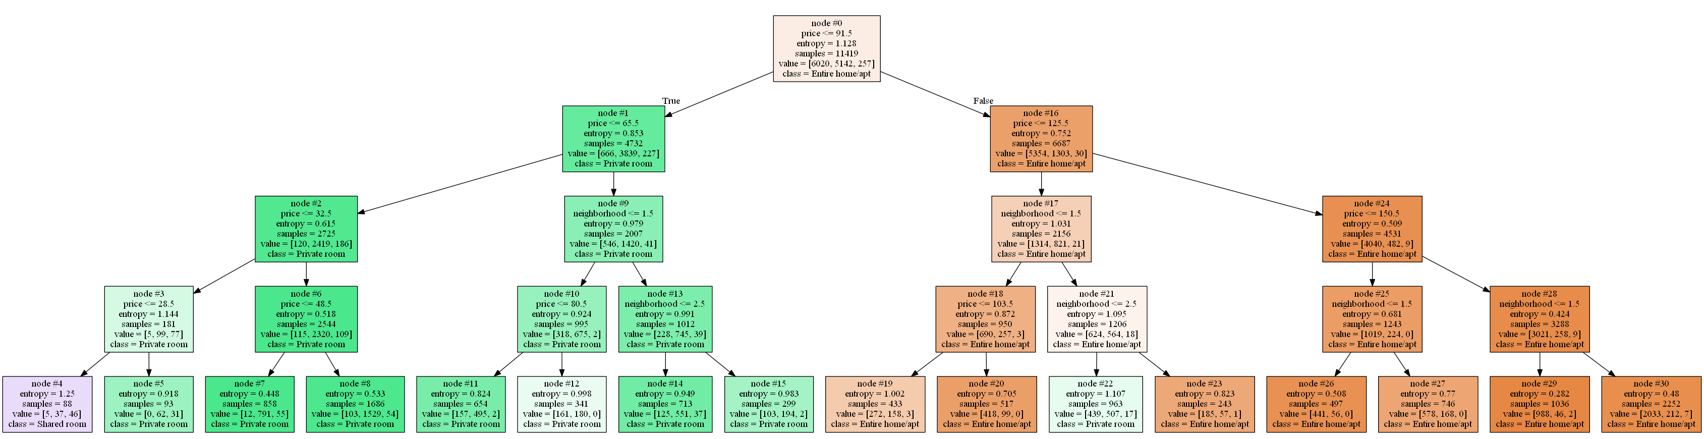 node #0
price <= 91.5
entropy = 1.128
samples = 11419
value = [6020, 5142, 257]
class = Entire home/apt
True
False
node #1
price <= 65.5
entropy = 0.853
samples = 4732
value = [666, 3839, 227]
class = Private room
node #16
price <= 125.5
entropy = 0.752
samples = 6687
value = [5354, 1303, 30]
class = Entire home/apt
node #2
price <= 32.5
entropy = 0.615
samples = 2725
value = [120, 2419, 186]
class = Private room
node #9
neighborhood <= 1.5
entropy = 0.979
samples = 2007
value = [546, 1420, 41]
class = Private room
node #17
neighborhood <= 1.5
entropy = 1.031
samples = 2156
value = [1314, 821, 21]
class = Entire home/apt
node #24
price <= 150.5
entropy = 0.509
samples = 4531
value = [4040, 482, 9]
class = Entire home/apt
node #3
price <= 28.5
entropy = 1.144
samples = 181
value = [5, 99, 77]
class = Private room
node #6
price <= 48.5
entropy = 0.518
samples = 2544
value = [115, 2320, 109]
class = Private room
node #10
price <= 80.5
entropy = 0.924
samples = 995
value = [318, 675, 2]
class = Private room
node #13
neighborhood <= 2.5
entropy = 0.991
samples = 1012
value = [228, 745, 39]
class = Private room
node #18
price <= 103.5
entropy = 0.872
samples = 950
value = [690, 257, 3]
class = Entire home/apt
node #21
neighborhood <= 2.5
entropy = 1.095
samples = 1206
value = [624, 564, 18]
class = Entire home/apt
node #25
neighborhood <= 1.5
entropy = 0.681
samples = 1243
value = [1019, 224, 0]
class = Entire home/apt
node #28
neighborhood <= 1.5
entropy = 0.424
samples = 3288
value = [3021, 258, 9]
class = Entire home/apt
node #4
entropy = 1.25
samples = 88
value = [5, 37, 46]
class = Shared room
node #5
entropy = 0.918
samples = 93
value = [0, 62, 31]
class = Private room
node #7
entropy = 0.448
samples = 858
value = [12, 791, 55]
class = Private room
node #8
entropy = 0.533
samples = 1686
value = [103, 1529, 54]
class = Private room
node #11
entropy = 0.824
samples = 654
value = [157, 495, 2]
class = Private room
node #12
entropy = 0.998
samples = 341
value = [161, 180, 0]
class = Private room
node #14
entropy = 0.949
samples = 713
value = [125, 551, 37]
class = Private room
node #15
entropy = 0.983
samples = 299
value = [103, 194, 2]
class = Private room
node #19
entropy = 1.002
samples = 433
value = [272, 158, 3]
class = Entire home/apt
node #20
entropy = 0.705
samples = 517
value = [418, 99, 0]
class = Entire home/apt
node #22
entropy = 1.107
samples = 963
value = [439, 507, 17]
class = Private room
node #23
entropy = 0.823
samples = 243
value = [185, 57, 1]
class = Entire home/apt
node #26
entropy = 0.508
samples = 497
value = [441, 56, 0]
class = Entire home/apt
node #27
entropy = 0.77
samples = 746
value = [578, 168, 0]
class = Entire home/apt
node #29
entropy = 0.282
samples = 1036
value = [988, 46, 2]
class = Entire home/apt
node #30
entropy = 0.48
samples = 2252
value = [2033, 212, 7]
class = Entire home/apt